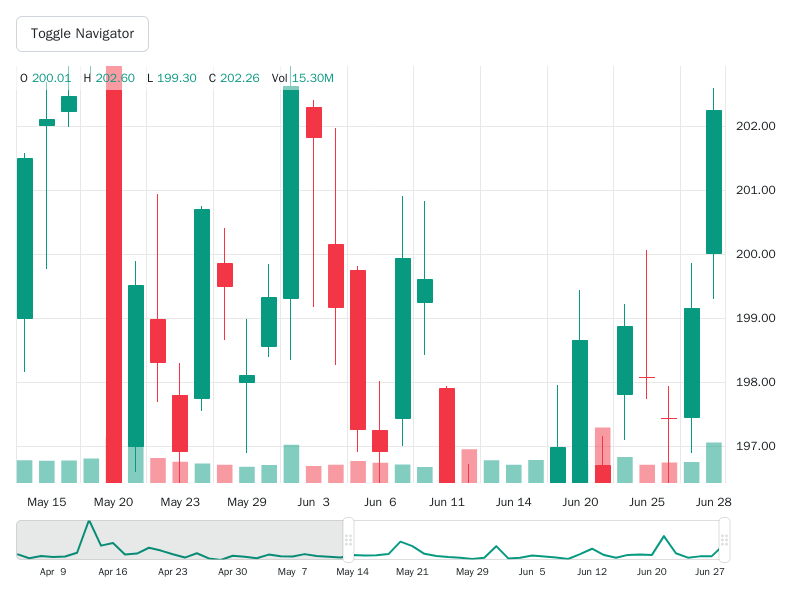 Toggle Navigator
O 200.01 H 202.60 L 199.30 C 202.26 Vol 15.30M
202.00
201.00
200.00
199.00
198.00
197.00
May 15 May 20 May 23 May 29 Jun 3 Jun 6 Jun 11 Jun 14 Jun 20 Jun 25 Jun 28
Apr 9 Apr 16 Apr 23 Apr 30 May 7 May 14 May 21 May 29 Jun 5 Jun 12 Jun 20 Jun 27